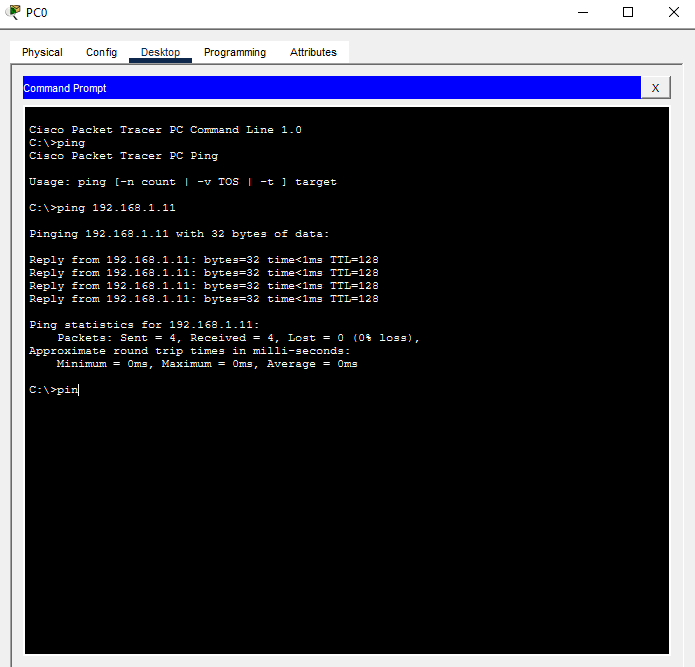 PC0
Physical Config Desktop Programming Attributes
Command Prompt
X
Cisco Packet Tracer PC Command Line 1.0
C:\>ping
Cisco Packet Tracer PC Ping
Usage: ping [-n count | -v TOS | -t ] target
C:\>ping 192.168.1.11
Pinging 192.168.1.11 with 32 bytes of data:
Reply from 192.168.1.11: bytes=32 time<1ms TTL=128
Reply from 192.168.1.11: bytes=32 time<1ms TTL=128
Reply from 192.168.1.11: bytes=32 time<1ms TTL=128
Reply from 192.168.1.11: bytes=32 time<1ms TTL=128
Ping statistics for 192.168.1.11:
Packets: Sent = 4, Received = 4, Lost = 0 (0% loss),
Approximate round trip times in milli-seconds:
Minimum = 0ms, Maximum = 0ms, Average = 0ms
C:\>pin